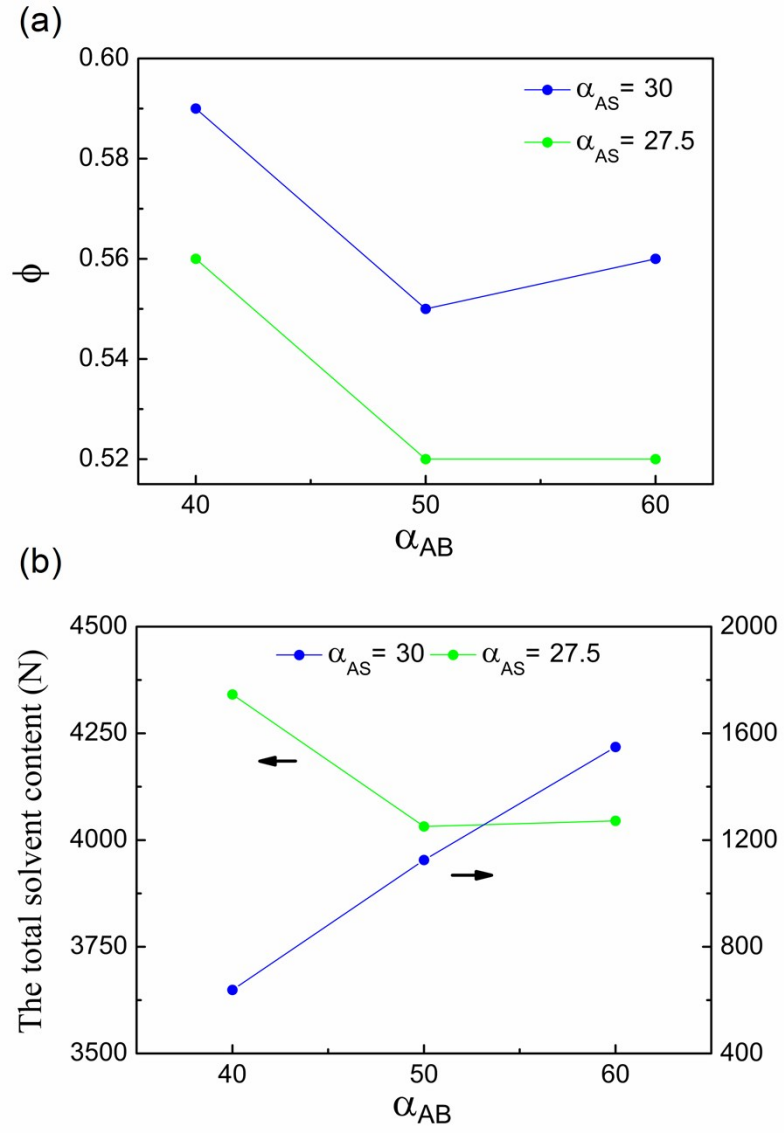 (a)
0.60
0.58
0.56
0.54
0.52
ϕ
α_AS= 30
α_AS= 27.5
40 50 60
α_AB
(b)
4500
4250
4000
3750
3500
The total solvent content (N)
α_AS= 30 α_AS= 27.5
2000
1600
1200
800
400
40 50 60
α_AB